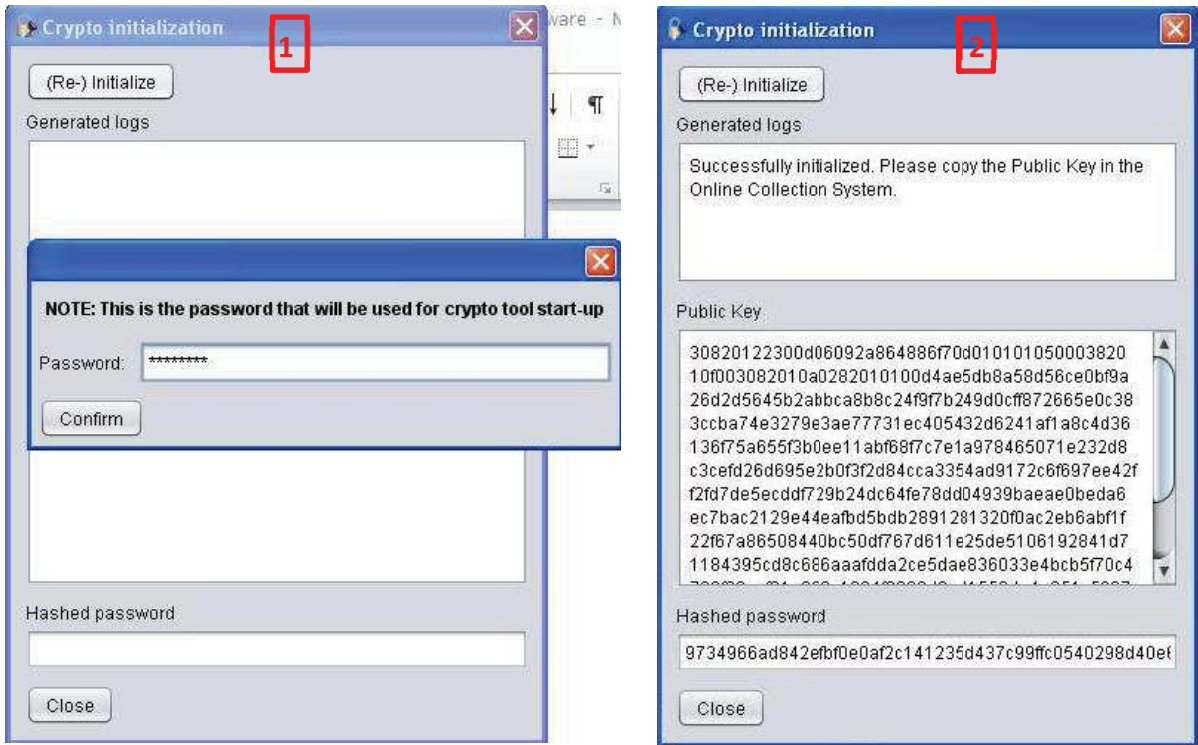 Crypto initialization
1
ware - N
(Re-) Initialize
Generated logs
NOTE: This is the password that will be used for crypto tool start-up
Password: ********
Confirm
Hashed password
Close
Crypto initialization
2
(Re-) Initialize
Generated logs
Successfully initialized. Please copy the Public Key in the
Online Collection System.
Public Key
30820122300d06092a864886f70d010101050003820
10f003082010a0282010100d4ae5db8a58d56ce0bf9a
26d2d5645b2abbca8b8c24f9f7b249d0cff872665e0c38
3ccba74e3279e3ae77731ec405432d6241af1a8c4d36
136f75a655f3b0ee11abf68f7c7e1a978465071e232d8
c3cefd26d695e2b0f3f2d84cca3354ad9172c6f697ee42f
f2fd7de5ecddf729b24dc64fe78dd04939baeae0beda6
ec7bac2129e44eafbd5bdb2891281320f0ac2eb6abf1f
22f67a86508440bc50df767d611e25de5106192841d7
1184395cd8c686aaafdda2ce5dae836033e4bcb5f70c4
Hashed password
9734966ad842efbf0e0af2c141235d437c99ffc0540298d40e6
Close